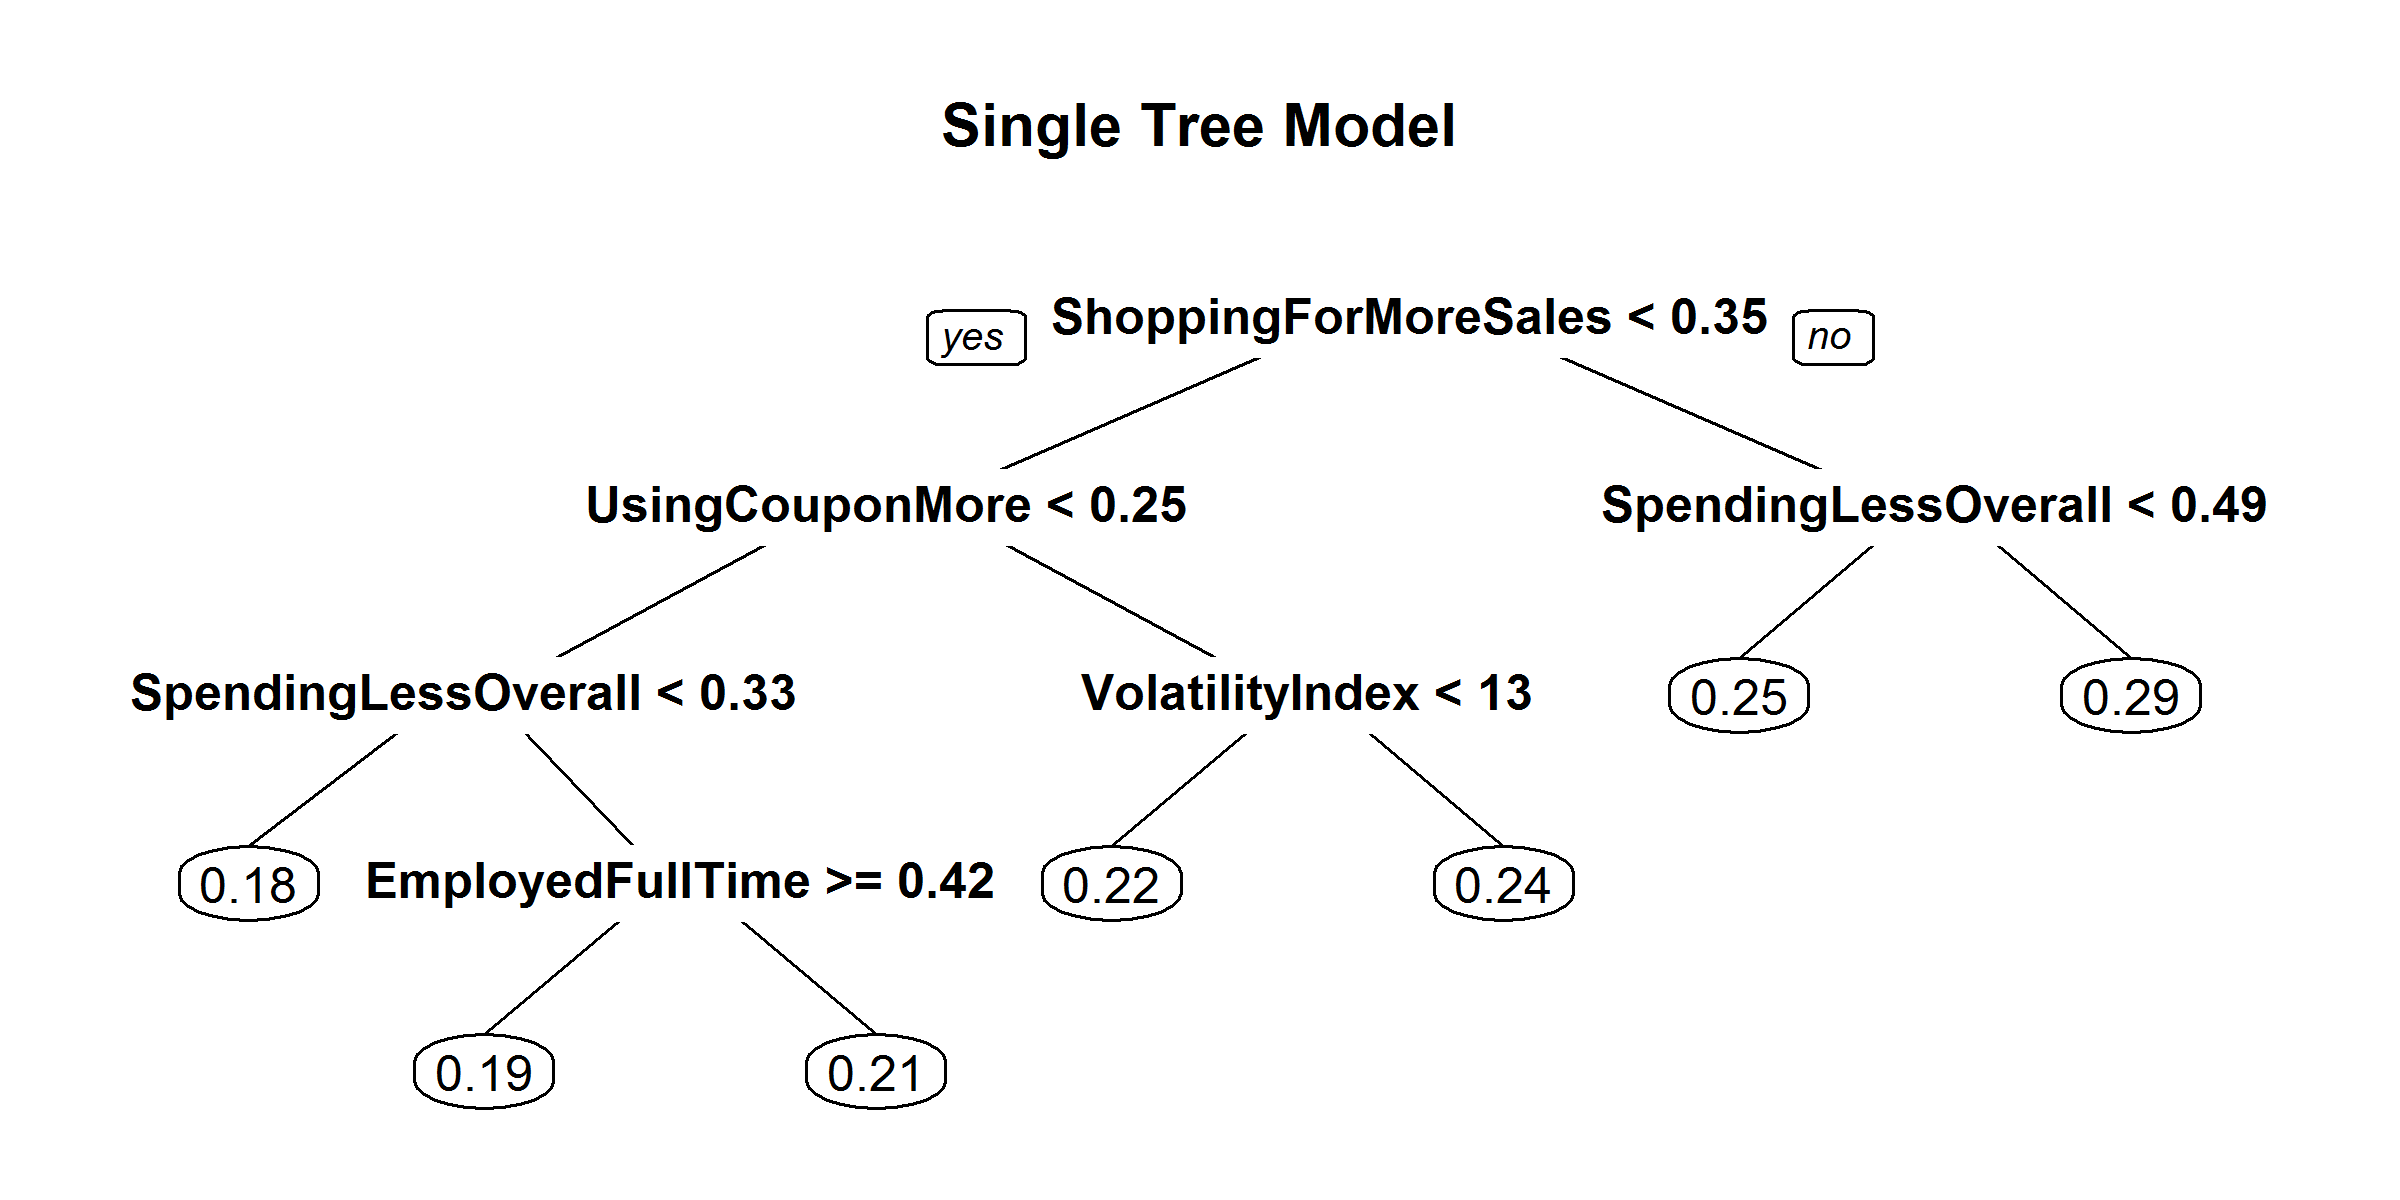 Single Tree Model
yes ShoppingForMoreSales < 0.35 no
UsingCouponMore < 0.25 SpendingLessOverall < 0.49
SpendingLessOverall < 0.33 VolatilityIndex < 13 0.25 0.29
0.18 EmployedFullTime >= 0.42 0.22 0.24
0.19 0.21